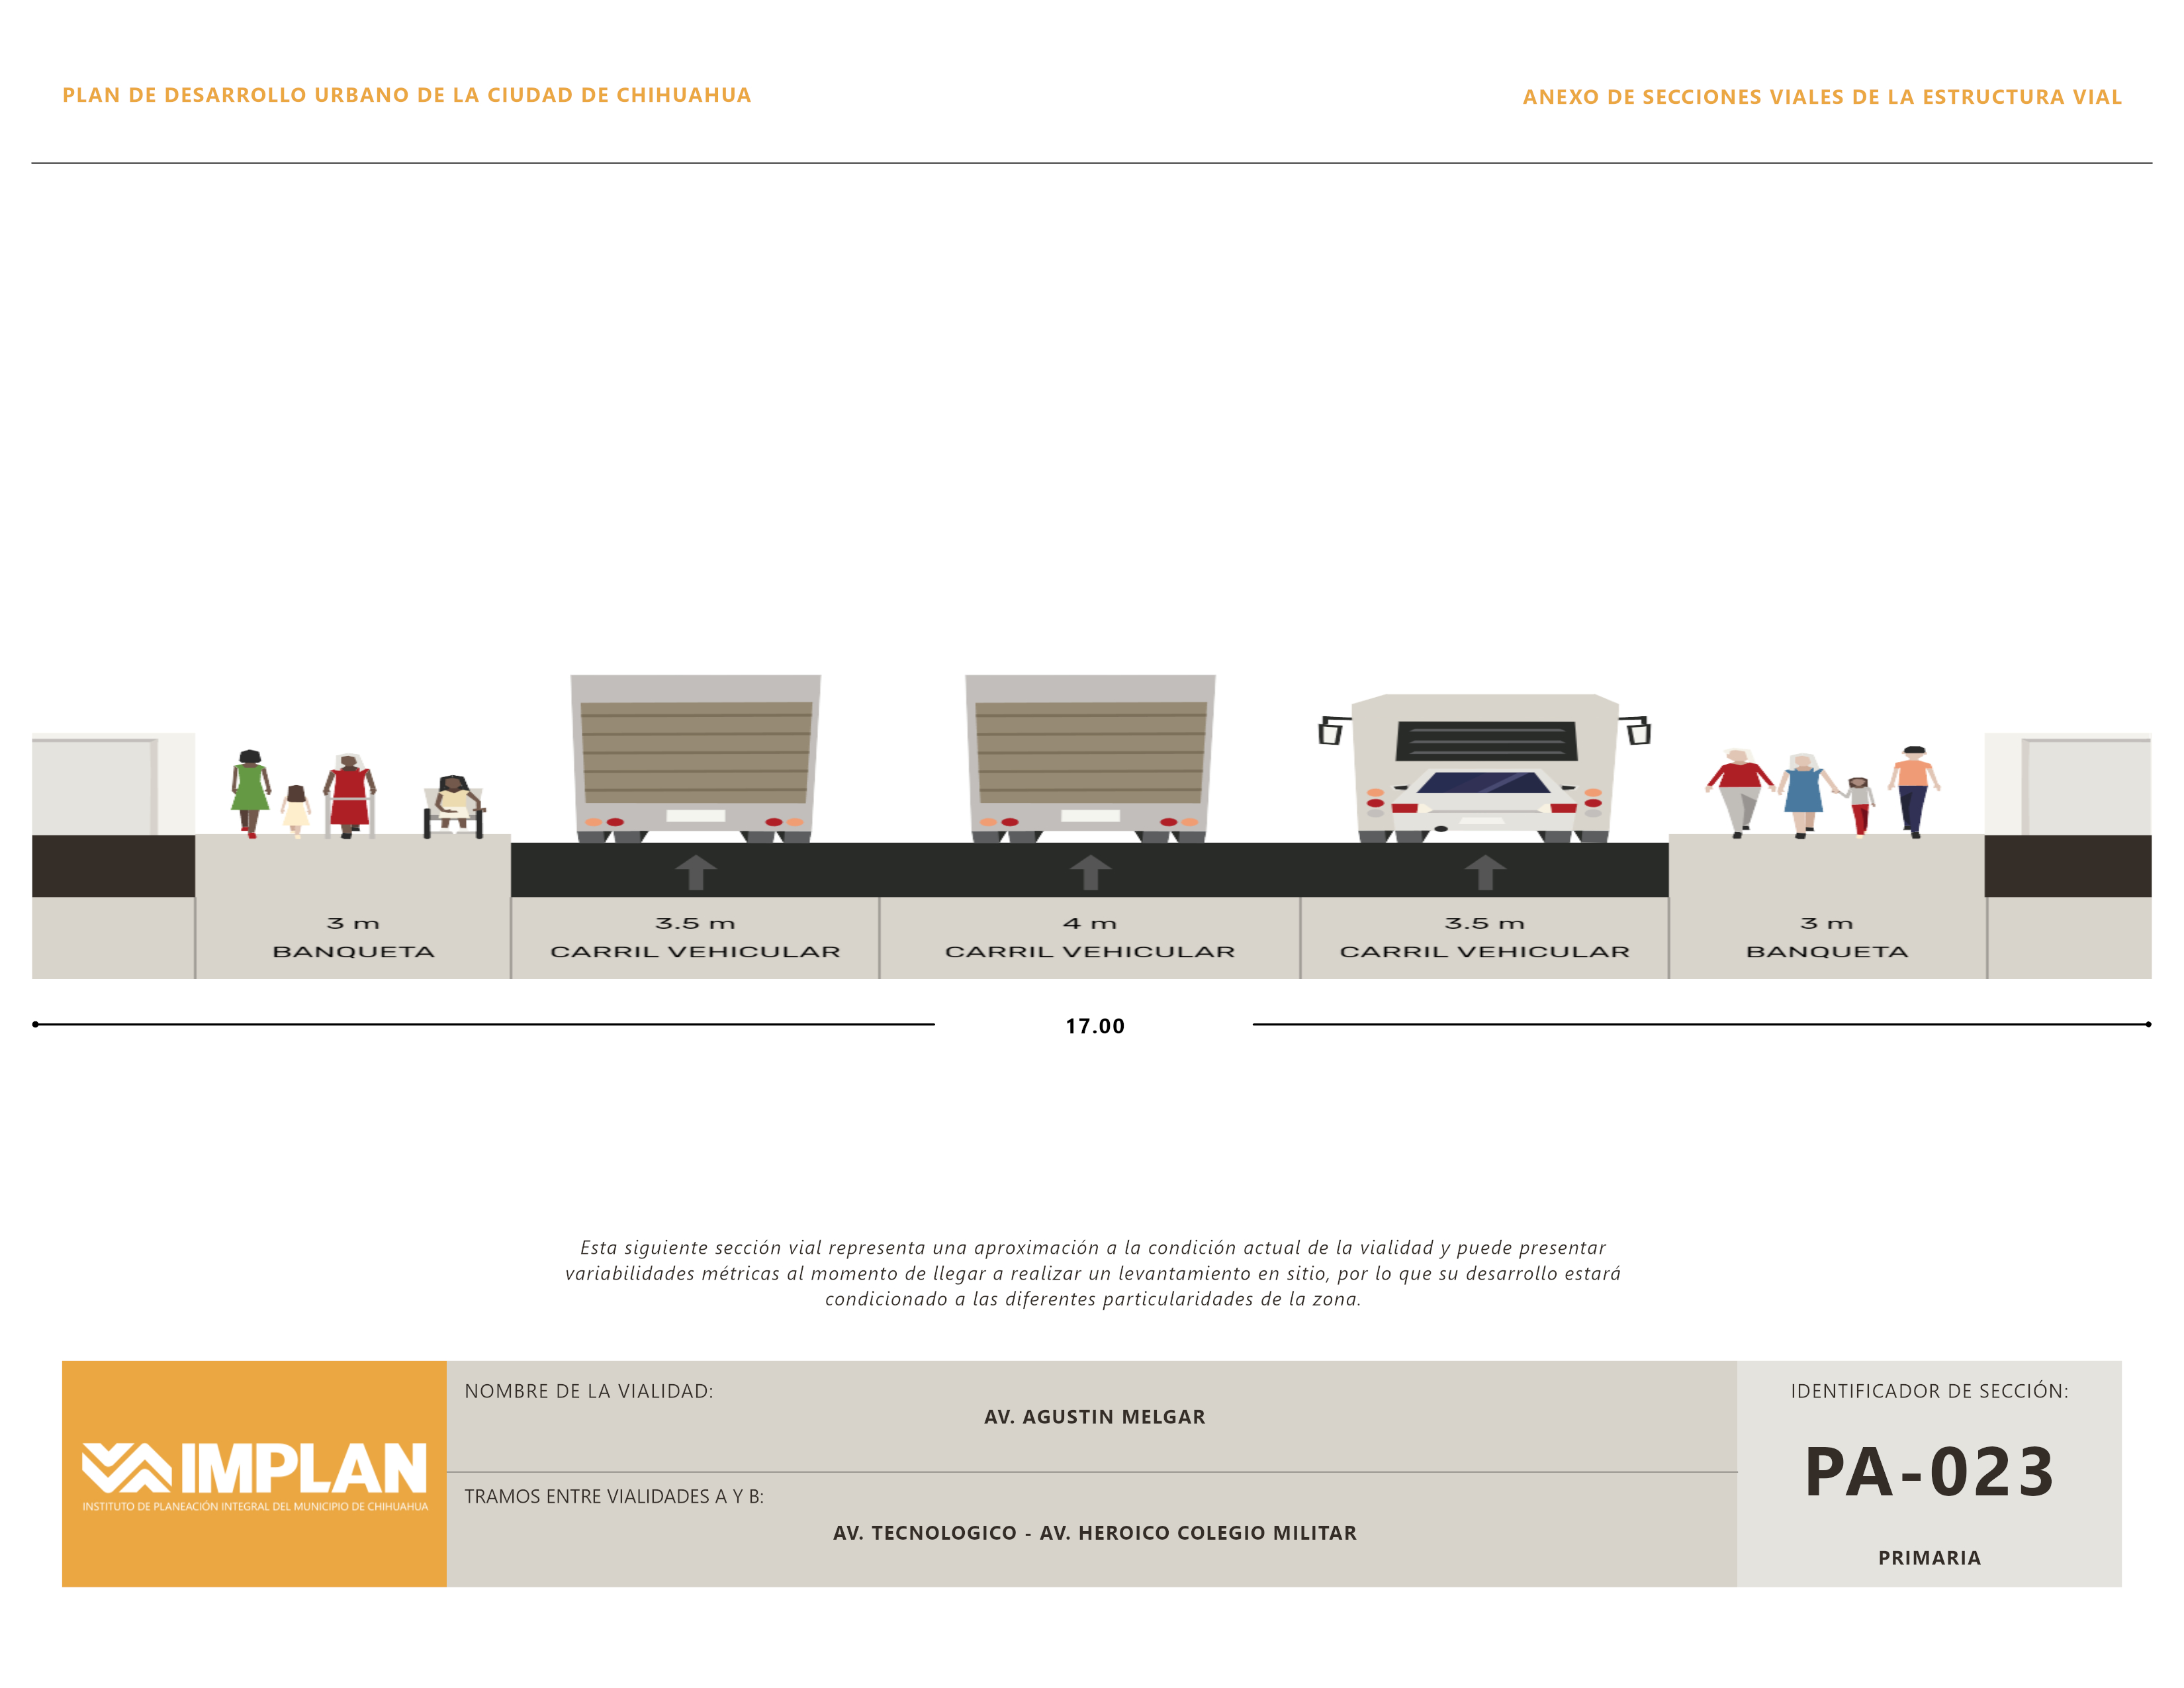 PLAN DE DESARROLLO URBANO DE LA CIUDAD DE CHIHUAHUA
ANEXO DE SECCIONES VIALES DE LA ESTRUCTURA VIAL
3 m
BANQUETA
3.5 m
CARRIL VEHICULAR
4 m
CARRIL VEHICULAR
3.5 m
CARRIL VEHICULAR
3 m
BANQUETA
17.00
Esta siguiente sección vial representa una aproximación a la condición actual de la vialidad y puede presentar
variabilidades métricas al momento de llegar a realizar un levantamiento en sitio, por lo que su desarrollo estará
condicionado a las diferentes particularidades de la zona.
IMPLAN
INSTITUTO DE PLANEACIÓN INTEGRAL DEL MUNICIPIO DE CHIHUAHUA
NOMBRE DE LA VIALIDAD:
AV. AGUSTIN MELGAR
TRAMOS ENTRE VIALIDADES A Y B:
AV. TECNOLOGICO - AV. HEROICO COLEGIO MILITAR
IDENTIFICADOR DE SECCIÓN:
PA-023
PRIMARIA